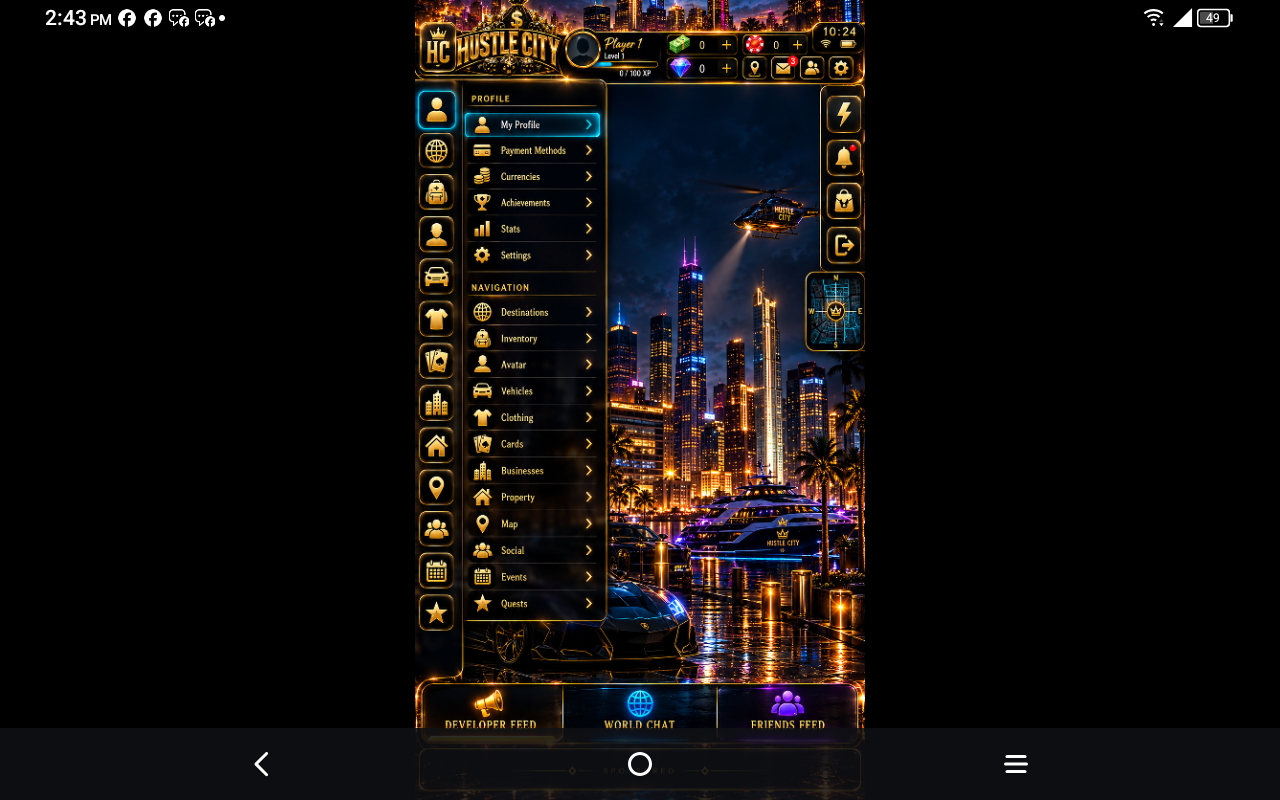 2:43 PM
49
HC HUSTLE CITY
$
Player 1
Level 1
0 / 100 XP
0 +
0 +
0 +
3
10:24
PROFILE
My Profile
Payment Methods
Currencies
Achievements
Stats
Settings
NAVIGATION
Destinations
Inventory
Avatar
Vehicles
Clothing
Cards
Businesses
Property
Map
Social
Events
Quests
HUSTLE CITY
N
W E
S
HUSTLE CITY
DEVELOPER FEED
WORLD CHAT
FRIENDS FEED